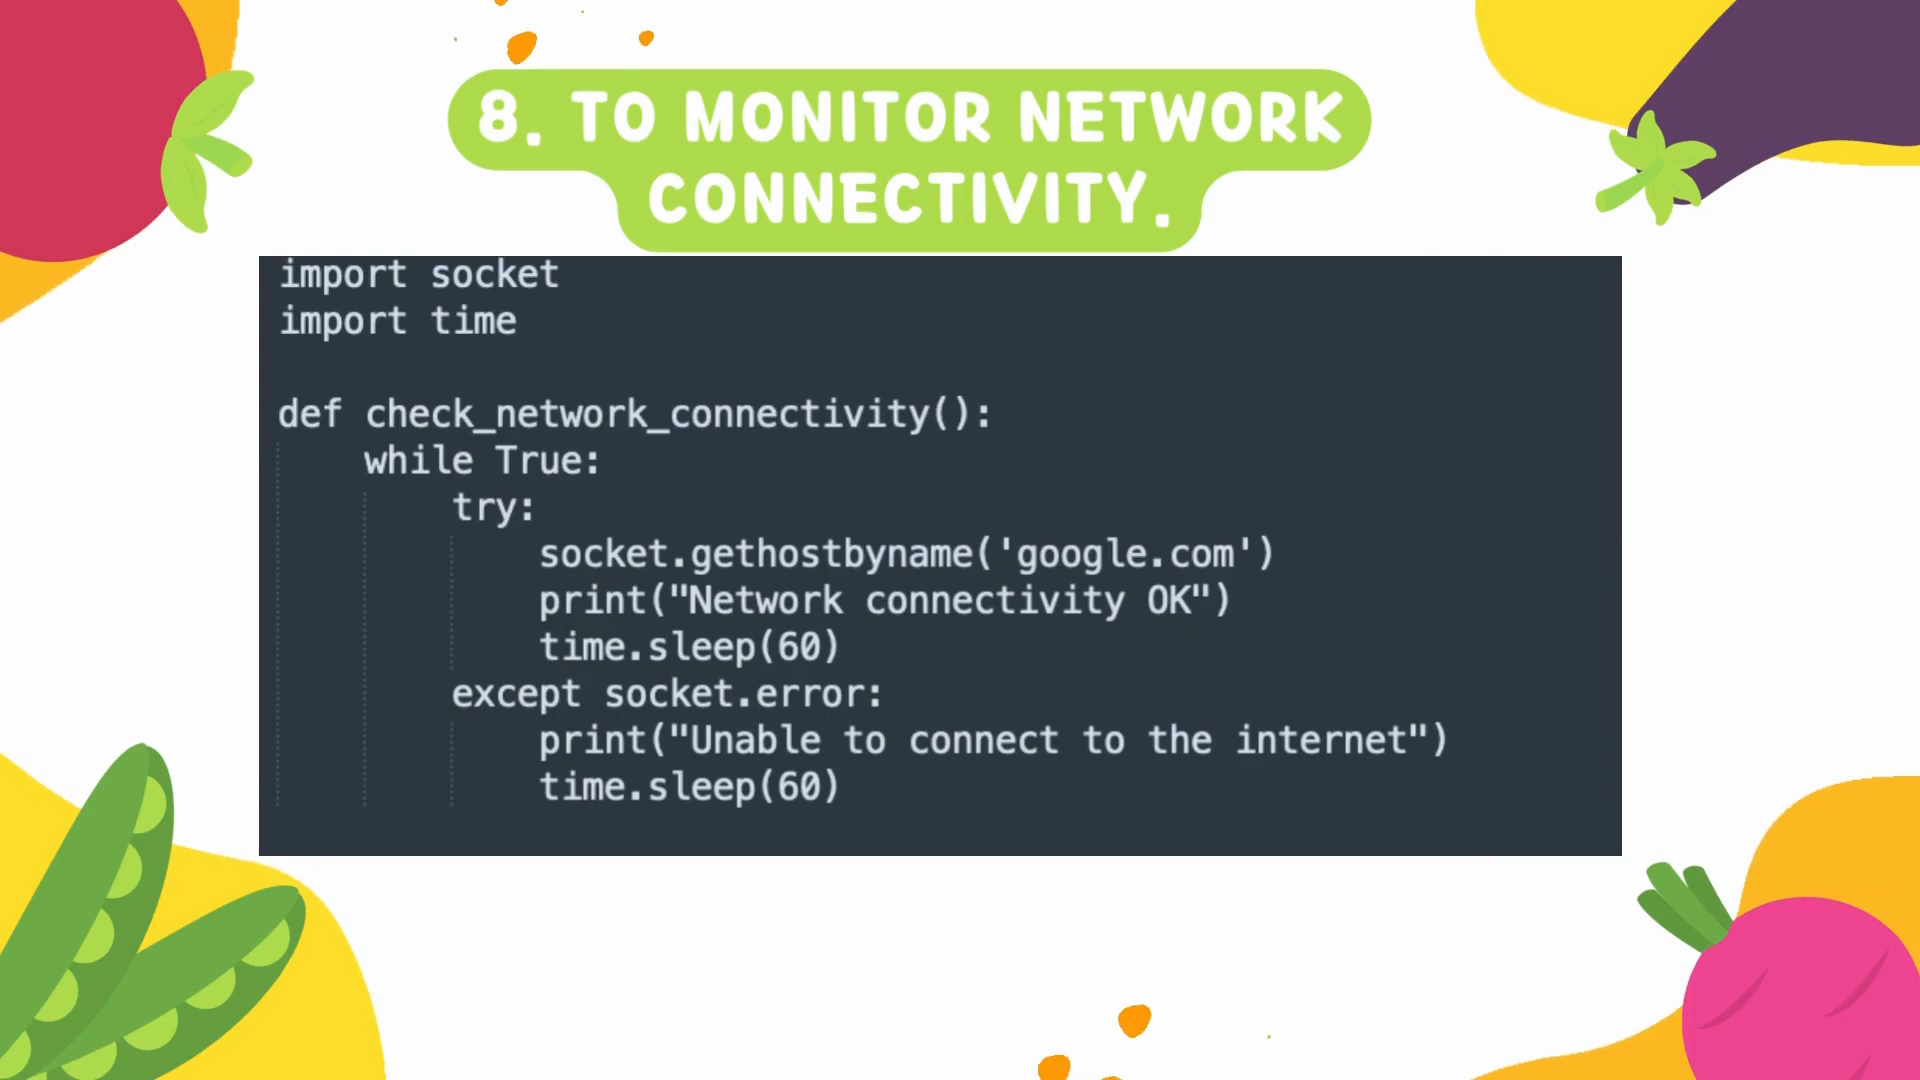 8. TO MONITOR NETWORK
CONNECTIVITY.
import socket
import time

def check_network_connectivity():
    while True:
        try:
            socket.gethostbyname('google.com')
            print("Network connectivity OK")
            time.sleep(60)
        except socket.error:
            print("Unable to connect to the internet")
            time.sleep(60)